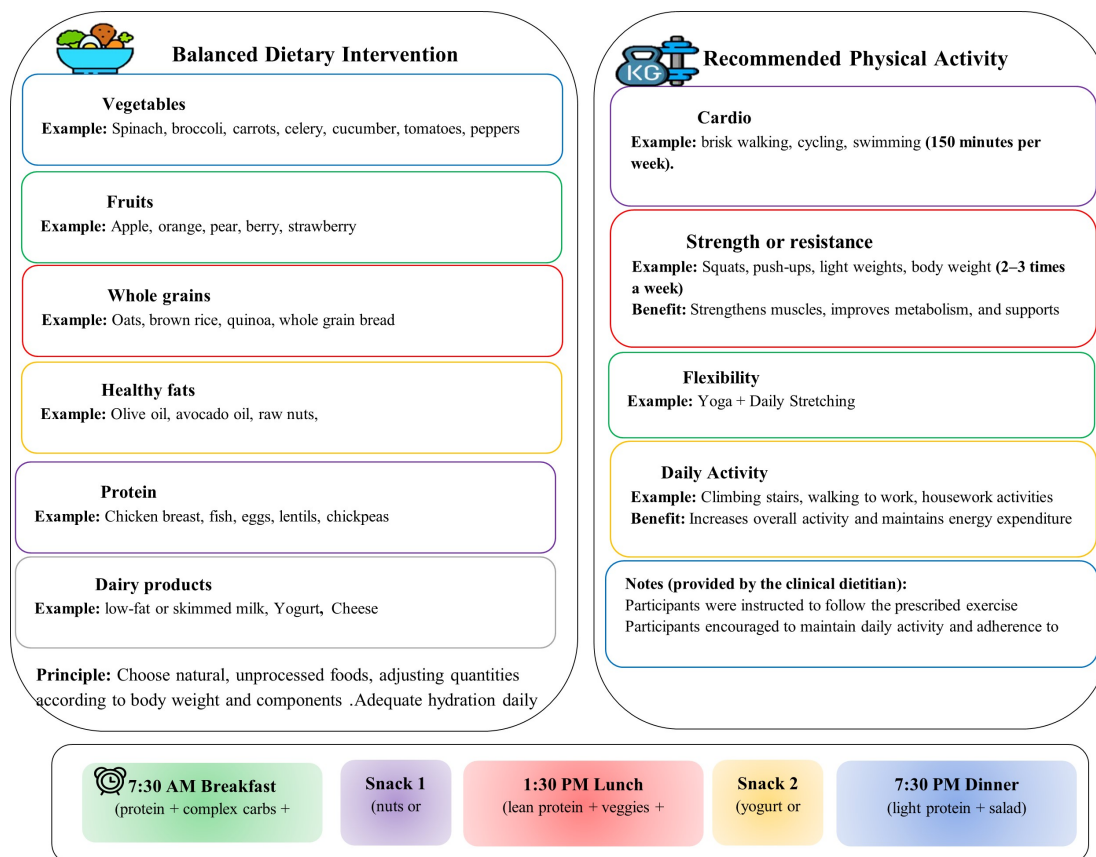 Balanced Dietary Intervention
Vegetables
Example: Spinach, broccoli, carrots, celery, cucumber, tomatoes, peppers
Fruits
Example: Apple, orange, pear, berry, strawberry
Whole grains
Example: Oats, brown rice, quinoa, whole grain bread
Healthy fats
Example: Olive oil, avocado oil, raw nuts,
Protein
Example: Chicken breast, fish, eggs, lentils, chickpeas
Dairy products
Example: low-fat or skimmed milk, Yogurt, Cheese
Principle: Choose natural, unprocessed foods, adjusting quantities
according to body weight and components .Adequate hydration daily
KG
Recommended Physical Activity
Cardio
Example: brisk walking, cycling, swimming (150 minutes per
week).
Strength or resistance
Example: Squats, push-ups, light weights, body weight (2–3 times
a week)
Benefit: Strengthens muscles, improves metabolism, and supports
Flexibility
Example: Yoga + Daily Stretching
Daily Activity
Example: Climbing stairs, walking to work, housework activities
Benefit: Increases overall activity and maintains energy expenditure
Notes (provided by the clinical dietitian):
Participants were instructed to follow the prescribed exercise
Participants encouraged to maintain daily activity and adherence to
7:30 AM Breakfast
(protein + complex carbs +
Snack 1
(nuts or
1:30 PM Lunch
(lean protein + veggies +
Snack 2
(yogurt or
7:30 PM Dinner
(light protein + salad)